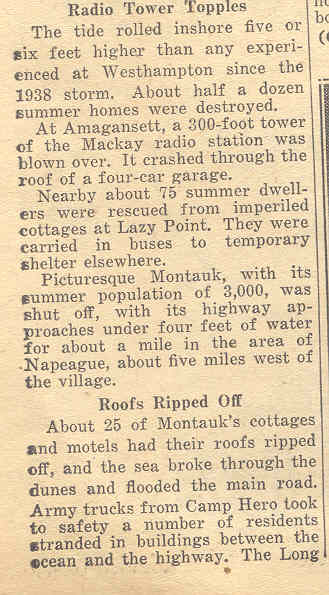 Radio Tower Topples
The tide rolled inshore five or
six feet higher than any experi-
enced at Westhampton since the
1938 storm. About half a dozen
summer homes were destroyed.
At Amagansett, a 300-foot tower
of the Mackay radio station was
blown over. It crashed through the
roof of a four-car garage.
Nearby about 75 summer dwell-
ers were rescued from imperiled
cottages at Lazy Point. They were
carried in buses to temporary
shelter elsewhere.
Picturesque Montauk, with its
summer population of 3,000, was
shut off, with its highway ap-
proaches under four feet of water
for about a mile in the area of
Napeague, about five miles west of
the village.
Roofs Ripped Off
About 25 of Montauk's cottages
and motels had their roofs ripped
off, and the sea broke through the
dunes and flooded the main road.
Army trucks from Camp Hero took
to safety a number of residents
stranded in buildings between the
ocean and the highway. The Long